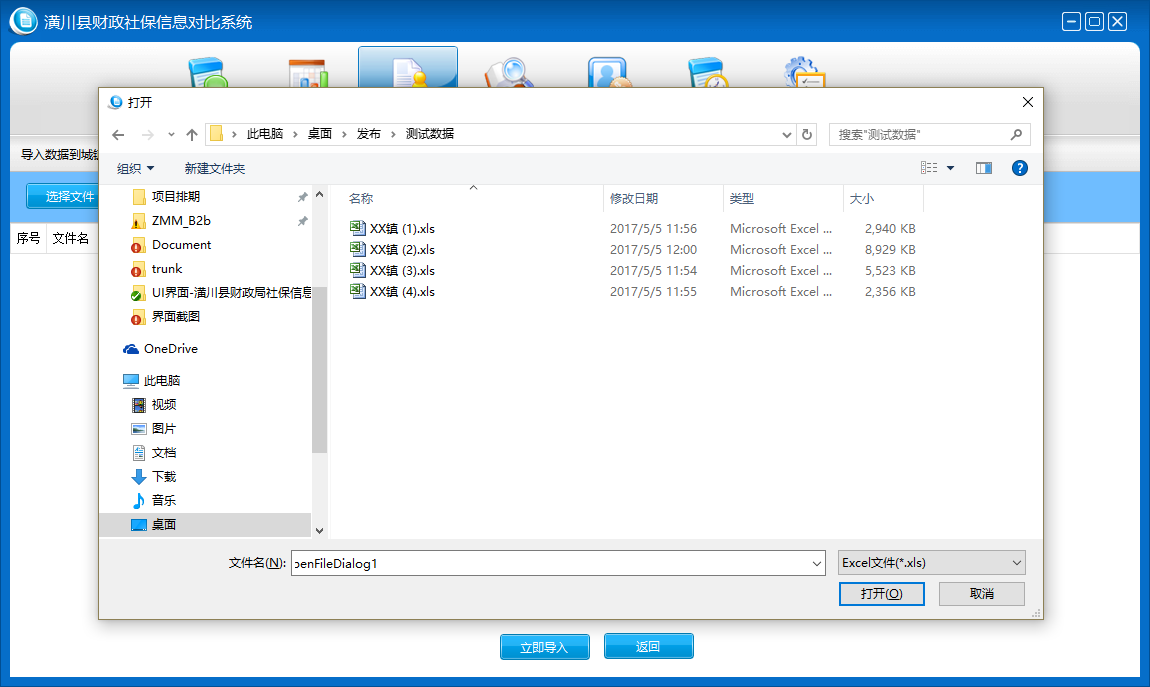 潢川县财政社保信息对比系统
打开
此电脑 > 桌面 > 发布 > 测试数据
搜索"测试数据"
导入数据到城镇
组织
新建文件夹
选择文件
序号
文件名
项目排期
ZMM_B2b
Document
trunk
UI界面-潢川县财政局社保信息
界面截图
OneDrive
此电脑
视频
图片
文档
下载
音乐
桌面
名称 修改日期 类型 大小
XX镇 (1).xls 2017/5/5 11:56 Microsoft Excel ... 2,940 KB
XX镇 (2).xls 2017/5/5 12:00 Microsoft Excel ... 8,929 KB
XX镇 (3).xls 2017/5/5 11:54 Microsoft Excel ... 5,523 KB
XX镇 (4).xls 2017/5/5 11:55 Microsoft Excel ... 2,356 KB
文件名(N):
penFileDialog1
Excel文件(*.xls)
打开(O)
取消
立即导入
返回